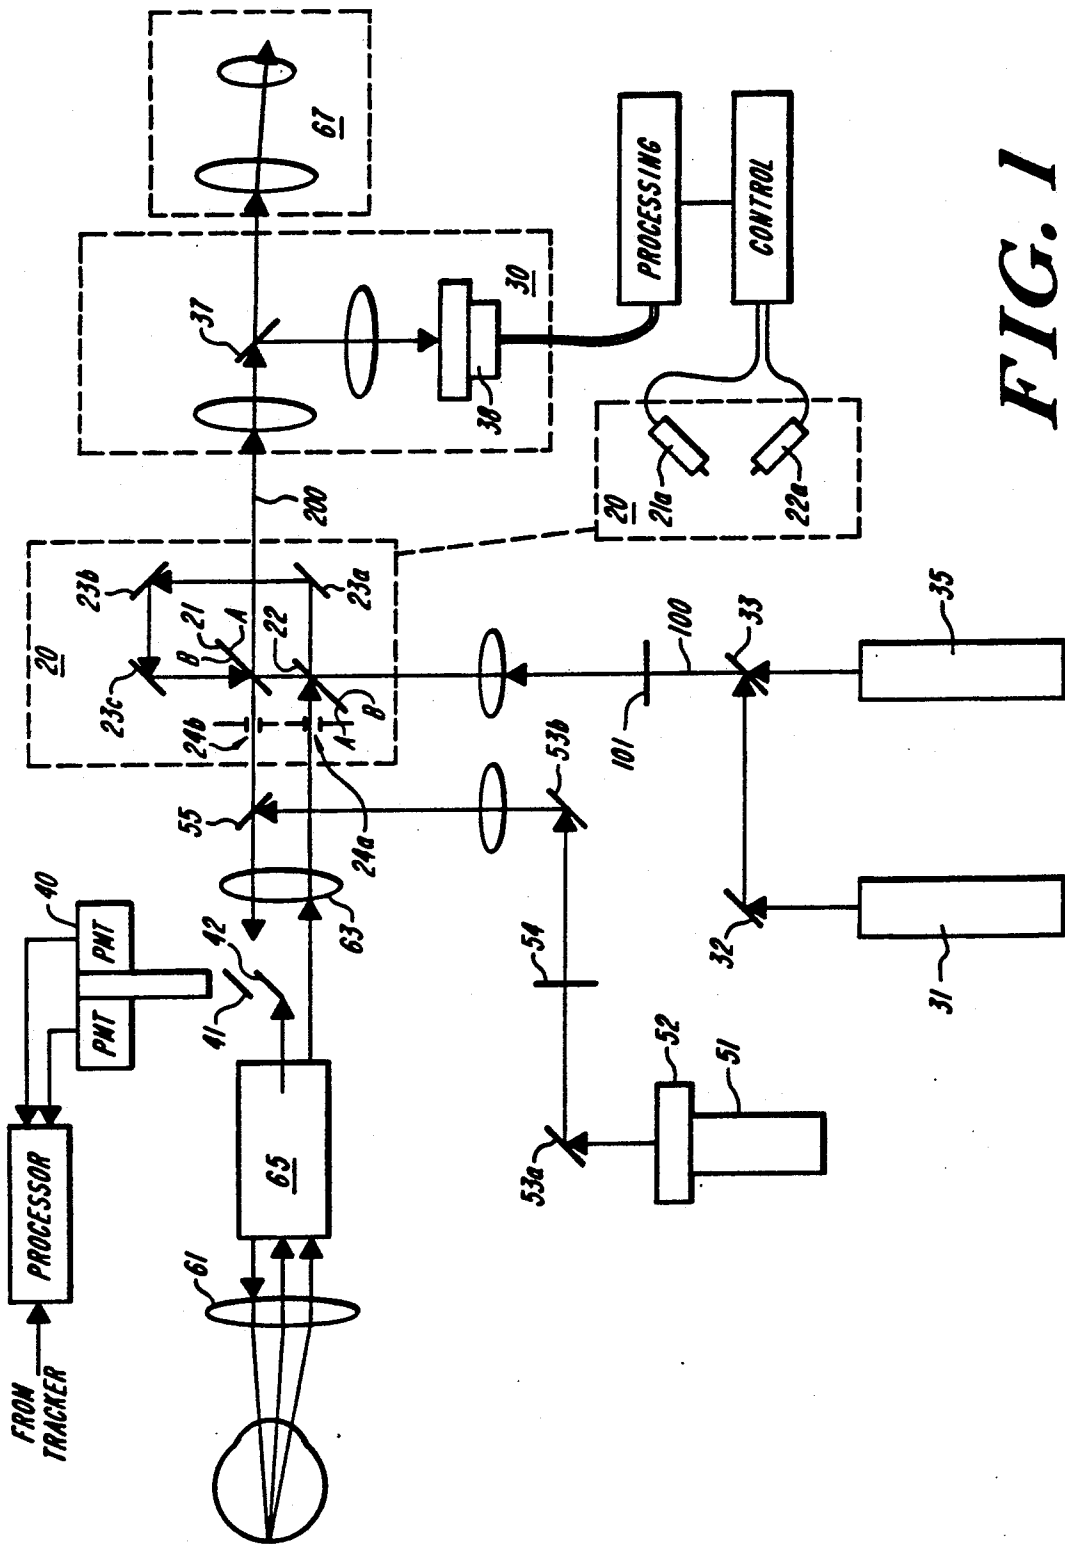 FROM
TRACKER
PROCESSOR
PMT
PMT
40
41
42
65
61
63
55
24b
24a
20
23c
23b
23a
B
21
A
22
A
B
200
37
30
38
67
PROCESSING
CONTROL
20
21a
22a
53b
54
53a
52
51
101
100
33
32
31
35
FIG. 1